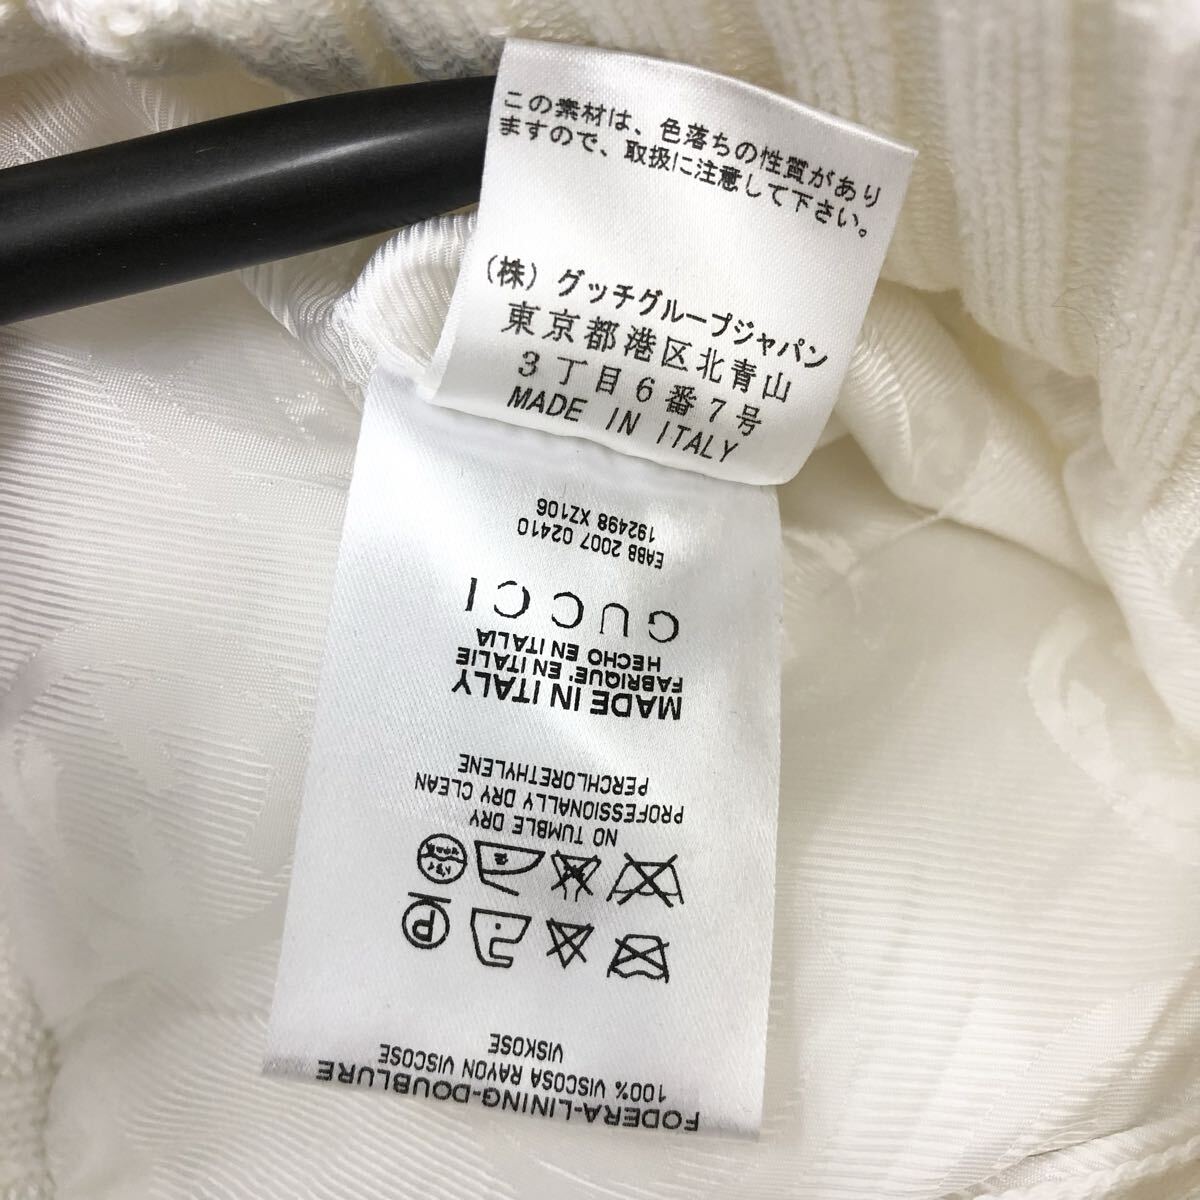 この素材は、色落ちの性質があり
ますので、取扱に注意して下さい。
(株) グッチグループジャパン
東京都港区北青山
3丁目6番7号
MADE IN ITALY
192498 XZ106
EABB 2007 02410
GUCCI
HECHO EN ITALIA
FABRIQUE' EN ITALIE
MADE IN ITALY
PERCHLORETHYLENE
PROFESSIONALLY DRY CLEAN
NO TUMBLE DRY
P
VISKOSE
100% VISCOSA RAYON VISCOSE
FODERA-LINING-DOUBLURE